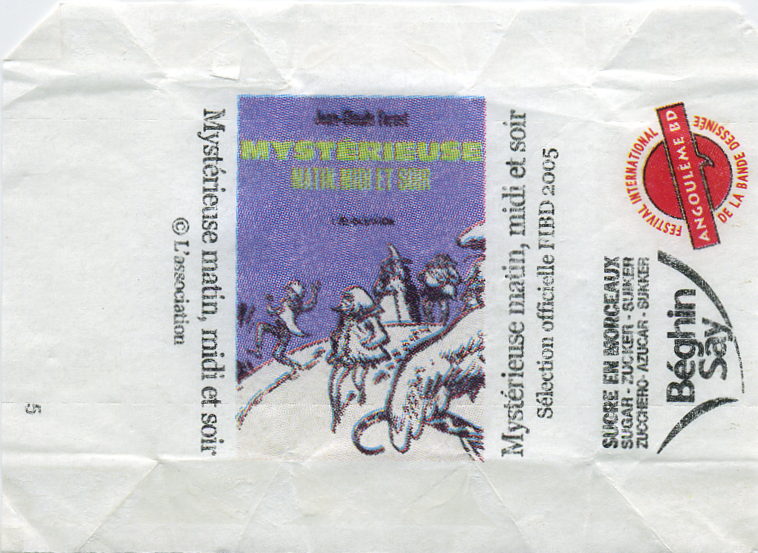 Mystérieuse matin, midi et soir
© L'association
5
Jean-Claude Forest
MYSTÉRIEUSE
MATIN MIDI ET SOIR
Mystérieuse matin, midi et soir
Sélection officielle FIBD 2005
FESTIVAL INTERNATIONAL
ANGOULÊME BD
DE LA BANDE DESSINÉE
SUCRE EN MORCEAUX
SUGAR - ZUCKER - SUIKER
ZUCCHERO - AZUCAR - SUKKER
Béghin
Say